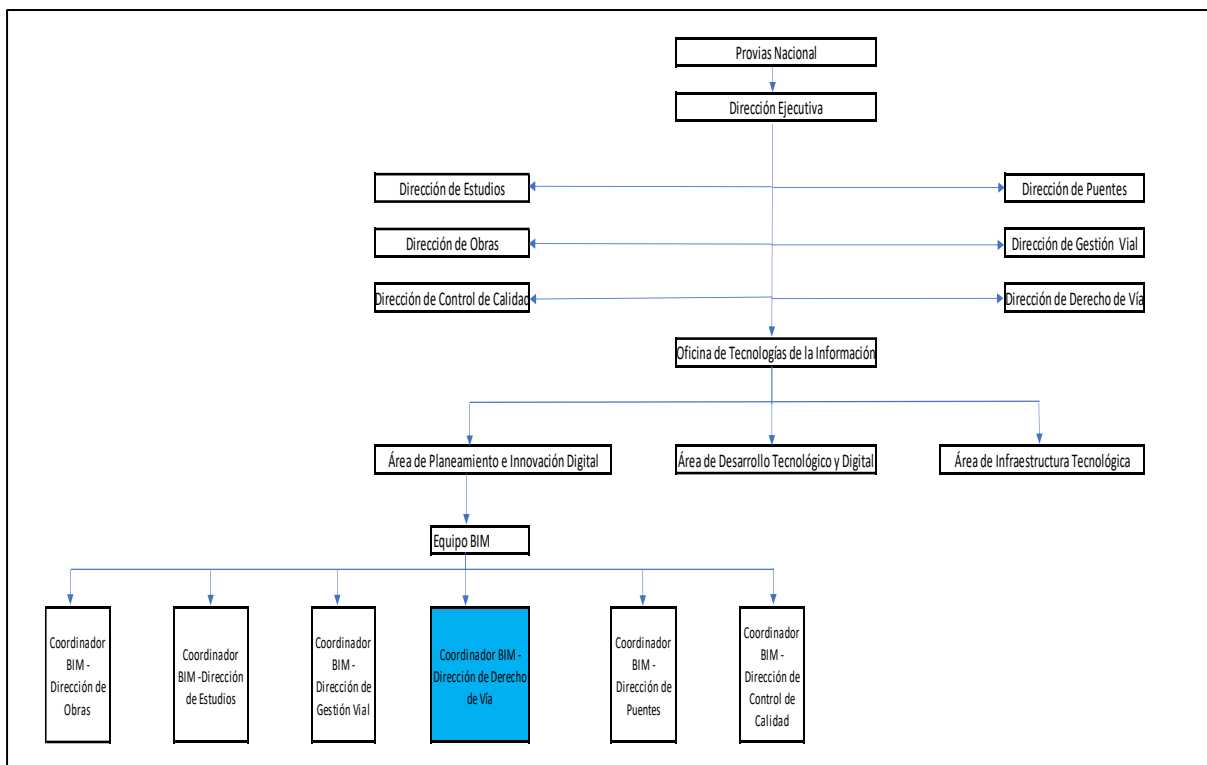 Provias Nacional
Dirección Ejecutiva
Dirección de Estudios
Dirección de Puentes
Dirección de Obras
Dirección de Gestión Vial
Dirección de Control de Calidad
Dirección de Derecho de Vía
Oficina de Tecnologías de la Información
Área de Planeamiento e Innovación Digital
Área de Desarrollo Tecnológico y Digital
Área de Infraestructura Tecnológica
Equipo BIM
Coordinador
BIM -
Dirección de
Obras
Coordinador
BIM -Dirección
de Estudios
Coordinador
BIM -
Dirección de
Gestión Vial
Coordinador BIM -
Dirección de Derecho
de Vía
Coordinador
BIM -
Dirección de
Puentes
Coordinador
BIM -
Dirección de
Control de
Calidad